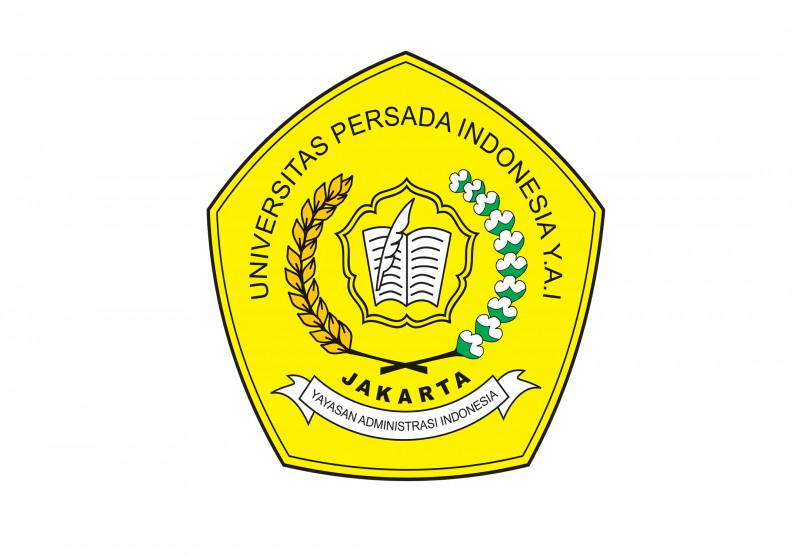 UNIVERSITAS PERSADA INDONESIA Y.A.I
JAKARTA
YAYASAN ADMINISTRASI INDONESIA